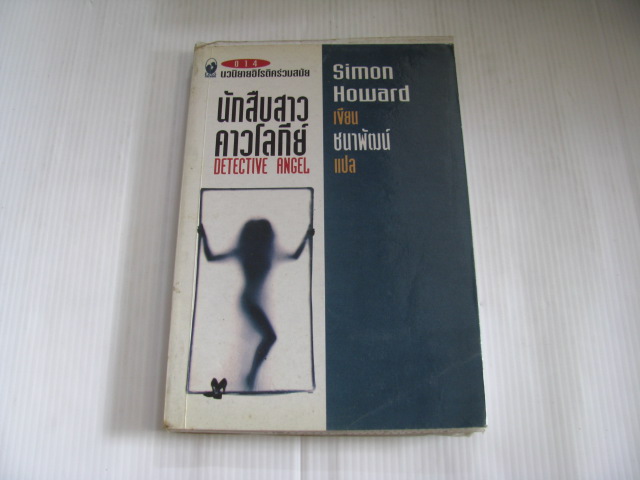 014
นวนิยายอิโรติคร่วมสมัย
นักสืบสาว
คาวโลกีย์
DETECTIVE ANGEL
Simon
Howard
เขียน
ชนาพัฒน์
แปล